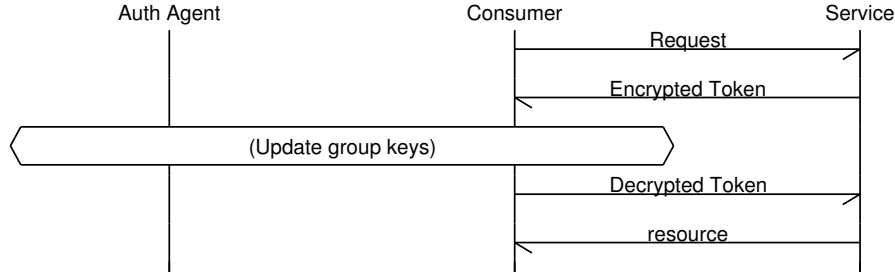 Auth Agent Consumer Service
Request
Encrypted Token
(Update group keys)
Decrypted Token
resource